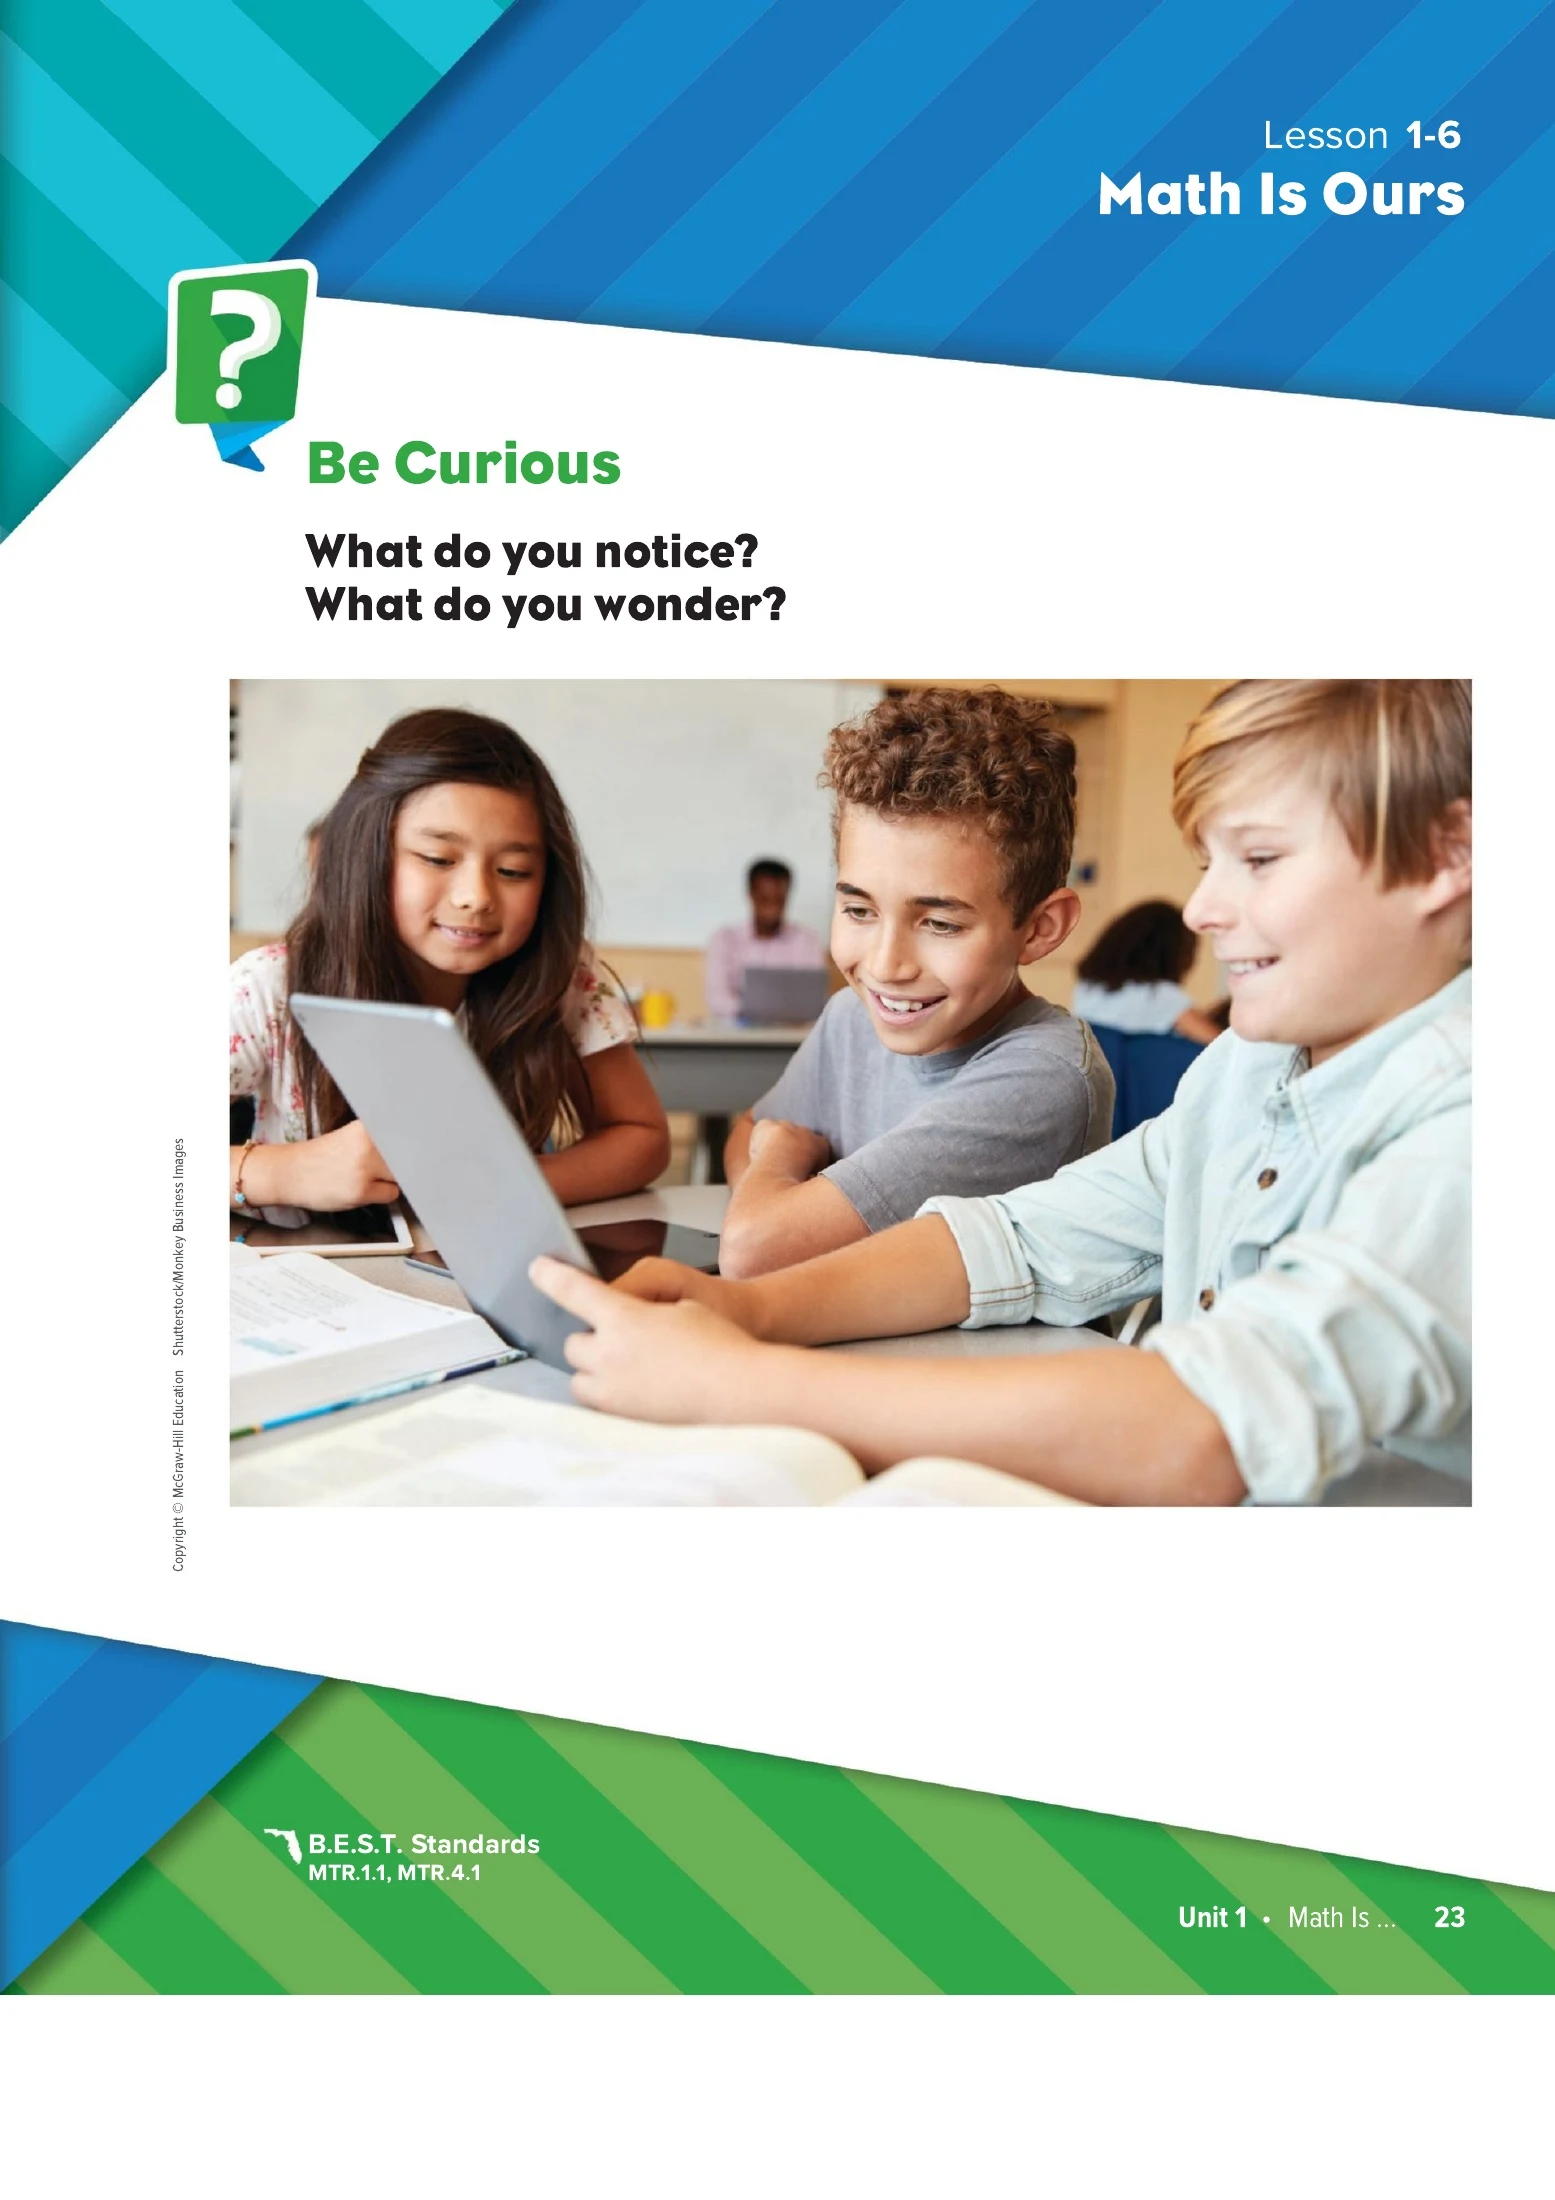 Lesson 1-6
Math Is Ours
?
Be Curious
What do you notice?
What do you wonder?
Copyright © McGraw-Hill Education Shutterstock/Monkey Business Images
B.E.S.T. Standards
MTR.1.1, MTR.4.1
Unit 1 • Math Is ... 23